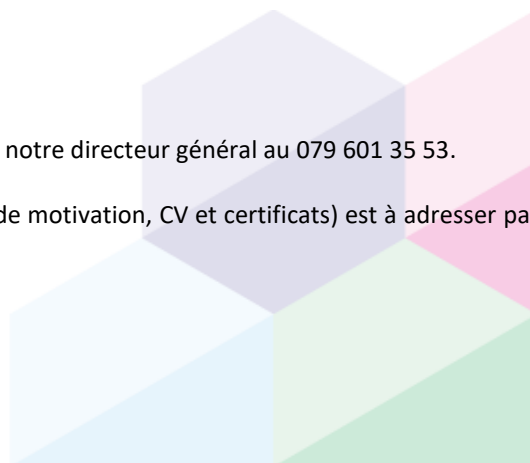 notre directeur général au 079 601 35 53.
de motivation, CV et certificats) est à adresser pa